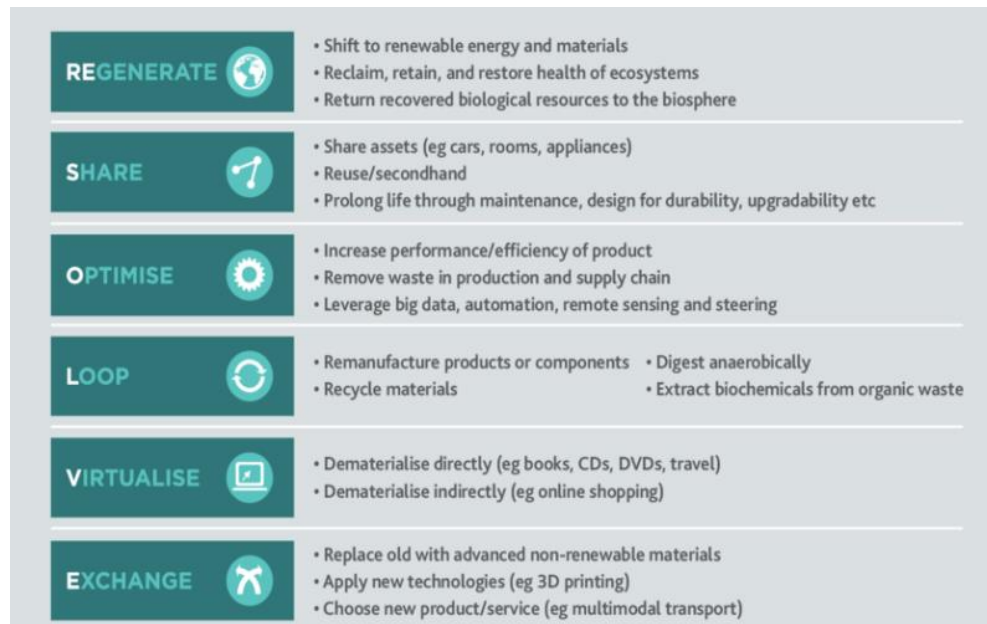 REGENERATE
• Shift to renewable energy and materials
• Reclaim, retain, and restore health of ecosystems
• Return recovered biological resources to the biosphere
SHARE
• Share assets (eg cars, rooms, appliances)
• Reuse/secondhand
• Prolong life through maintenance, design for durability, upgradability etc
OPTIMISE
• Increase performance/efficiency of product
• Remove waste in production and supply chain
• Leverage big data, automation, remote sensing and steering
LOOP
• Remanufacture products or components • Digest anaerobically
• Recycle materials • Extract biochemicals from organic waste
VIRTUALISE
• Dematerialise directly (eg books, CDs, DVDs, travel)
• Dematerialise indirectly (eg online shopping)
EXCHANGE
• Replace old with advanced non-renewable materials
• Apply new technologies (eg 3D printing)
• Choose new product/service (eg multimodal transport)